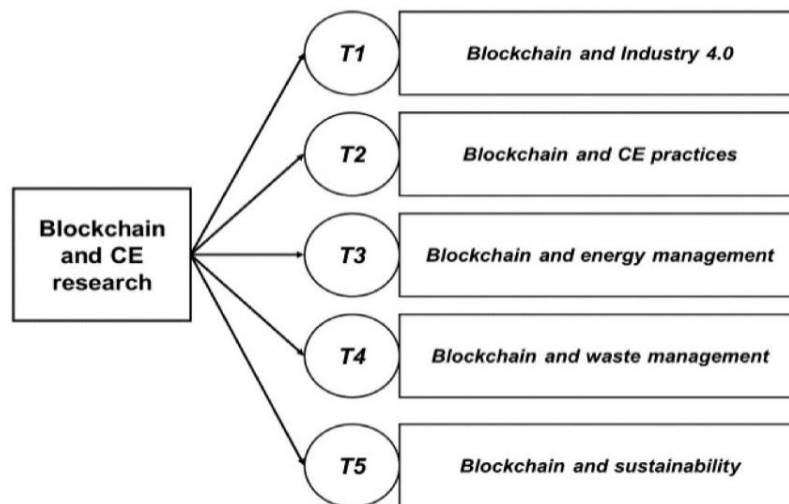 T1
Blockchain and Industry 4.0
T2
Blockchain and CE practices
Blockchain
and CE
research
T3
Blockchain and energy management
T4
Blockchain and waste management
T5
Blockchain and sustainability